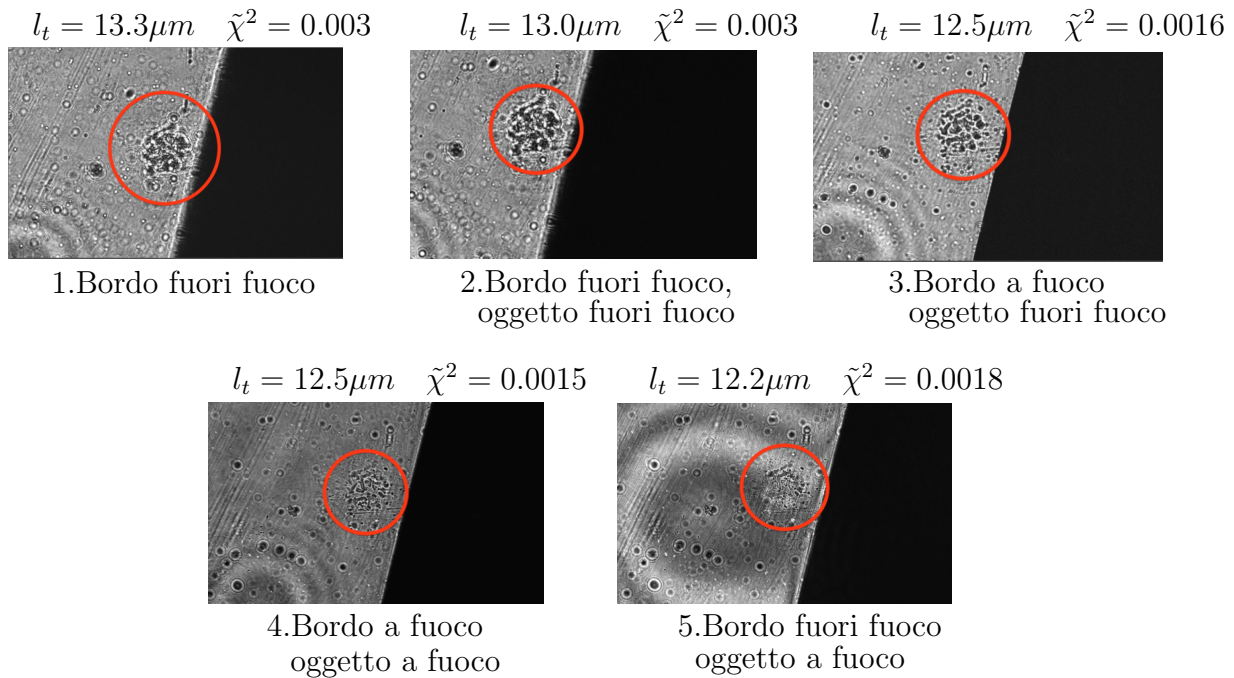 l_t = 13.3μm χ̃² = 0.003
l_t = 13.0μm χ̃² = 0.003
l_t = 12.5μm χ̃² = 0.0016
1.Bordo fuori fuoco
2.Bordo fuori fuoco,
oggetto fuori fuoco
3.Bordo a fuoco
oggetto fuori fuoco
l_t = 12.5μm χ̃² = 0.0015
l_t = 12.2μm χ̃² = 0.0018
4.Bordo a fuoco
oggetto a fuoco
5.Bordo fuori fuoco
oggetto a fuoco